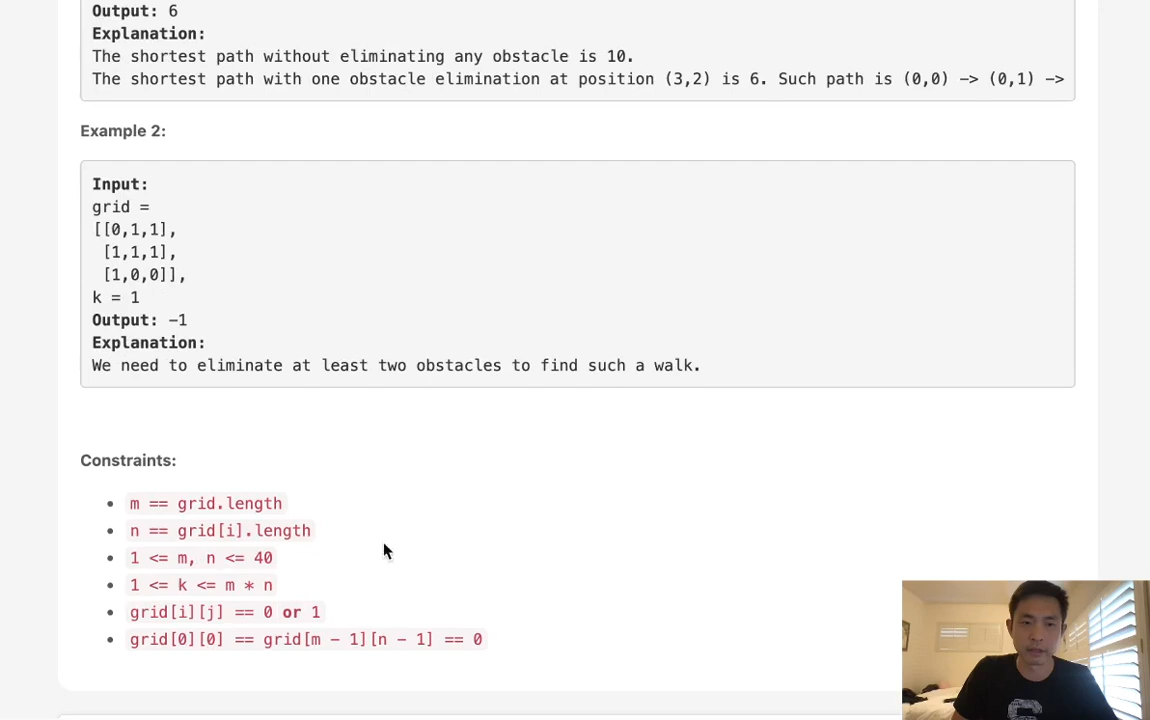 Output: 6
Explanation:
The shortest path without eliminating any obstacle is 10.
The shortest path with one obstacle elimination at position (3,2) is 6. Such path is (0,0) -> (0,1) ->
Example 2:
Input:
grid =
[[0,1,1],
[1,1,1],
[1,0,0]],
k = 1
Output: -1
Explanation:
We need to eliminate at least two obstacles to find such a walk.
Constraints:
• m == grid.length
• n == grid[i].length
• 1 <= m, n <= 40
• 1 <= k <= m * n
• grid[i][j] == 0 or 1
• grid[0][0] == grid[m - 1][n - 1] == 0